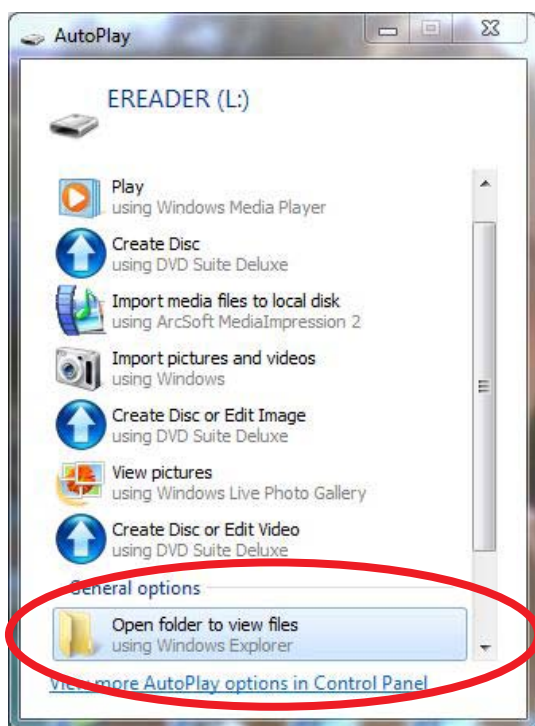 AutoPlay
EREADER (L:)
Play
using Windows Media Player
Create Disc
using DVD Suite Deluxe
Import media files to local disk
using ArcSoft MediaImpression 2
Import pictures and videos
using Windows
Create Disc or Edit Image
using DVD Suite Deluxe
View pictures
using Windows Live Photo Gallery
Create Disc or Edit Video
using DVD Suite Deluxe
General options
Open folder to view files
using Windows Explorer
View more AutoPlay options in Control Panel